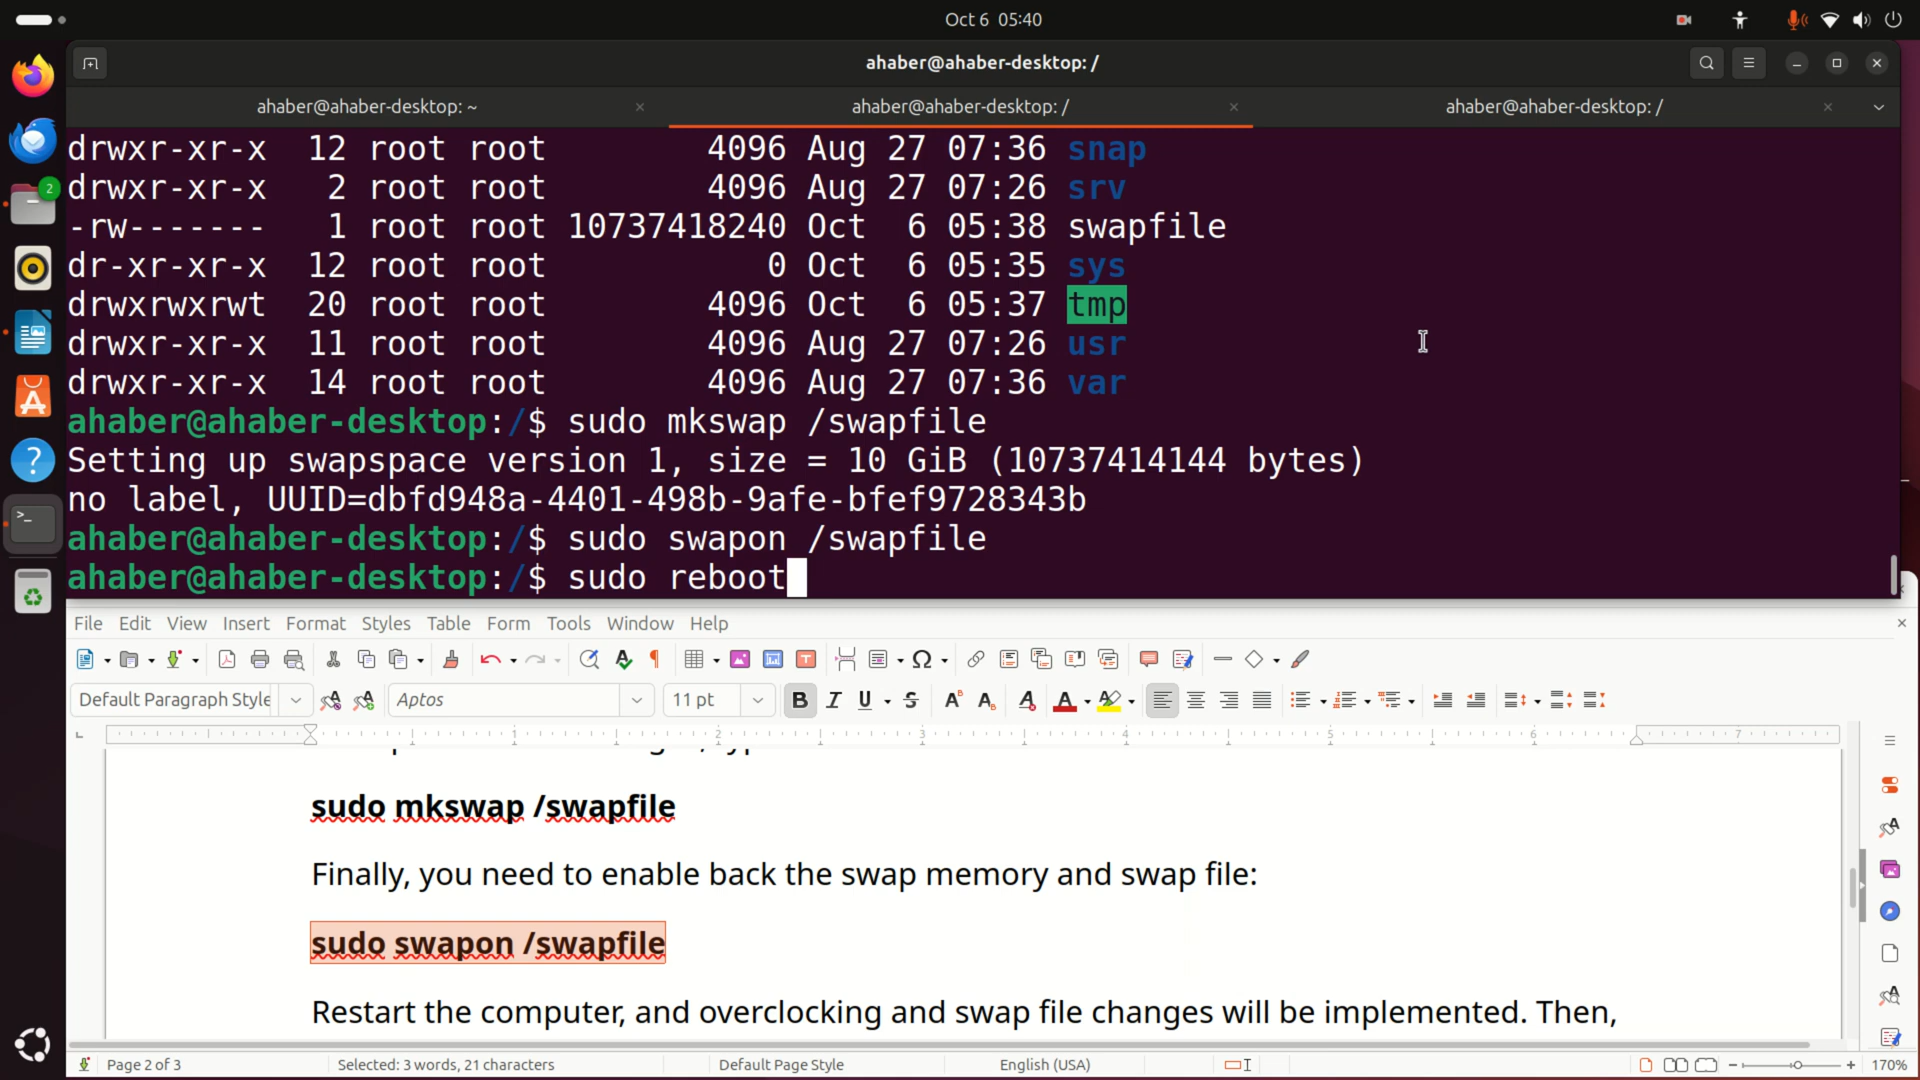 Oct 6 05:40
ahaber@ahaber-desktop: /
ahaber@ahaber-desktop: ~
ahaber@ahaber-desktop: /
ahaber@ahaber-desktop: /
2
drwxr-xr-x 12 root root 4096 Aug 27 07:36 snap
drwxr-xr-x 2 root root 4096 Aug 27 07:26 srv
-rw------- 1 root root 10737418240 Oct 6 05:38 swapfile
dr-xr-xr-x 12 root root 0 Oct 6 05:35 sys
drwxrwxrwt 20 root root 4096 Oct 6 05:37 tmp
drwxr-xr-x 11 root root 4096 Aug 27 07:26 usr
drwxr-xr-x 14 root root 4096 Aug 27 07:36 var
ahaber@ahaber-desktop:/$ sudo mkswap /swapfile
Setting up swapspace version 1, size = 10 GiB (10737414144 bytes)
no label, UUID=dbfd948a-4401-498b-9afe-bfef9728343b
ahaber@ahaber-desktop:/$ sudo swapon /swapfile
ahaber@ahaber-desktop:/$ sudo reboot
File Edit View Insert Format Styles Table Form Tools Window Help
Default Paragraph Style Aptos 11 pt
1 2 3 4 5 6 7
sudo mkswap /swapfile
Finally, you need to enable back the swap memory and swap file:
sudo swapon /swapfile
Restart the computer, and overclocking and swap file changes will be implemented. Then,
Page 2 of 3 Selected: 3 words, 21 characters Default Page Style English (USA) 170%